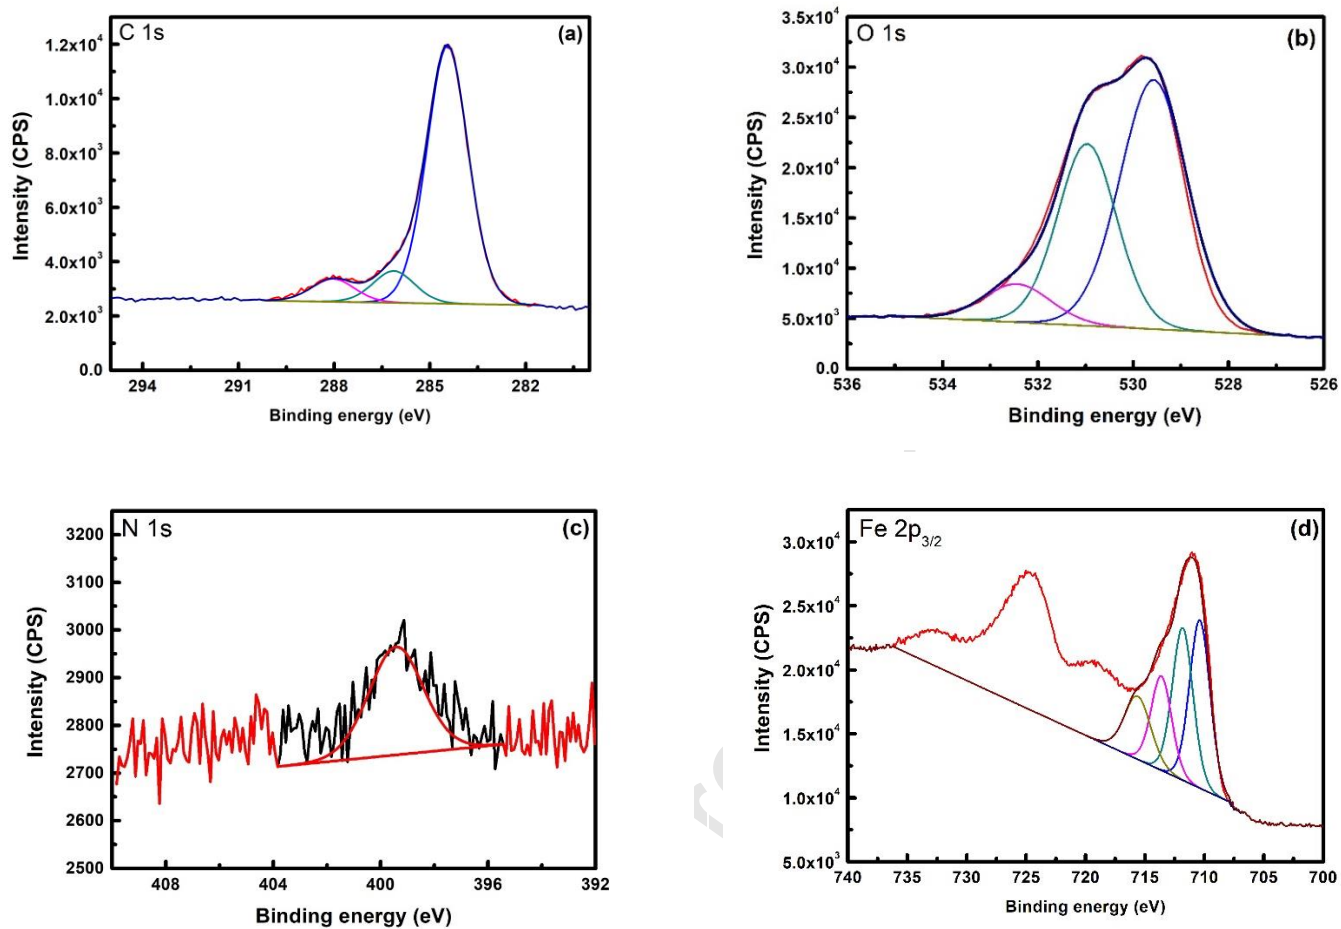 C 1s
(a)
1.2x10⁴
1.0x10⁴
8.0x10³
6.0x10³
4.0x10³
2.0x10³
0.0
Intensity (CPS)
294 291 288 285 282
Binding energy (eV)
O 1s
(b)
3.5x10⁴
3.0x10⁴
2.5x10⁴
2.0x10⁴
1.5x10⁴
1.0x10⁴
5.0x10³
0.0
Intensity (CPS)
536 534 532 530 528 526
Binding energy (eV)
N 1s
(c)
3200
3100
3000
2900
2800
2700
2600
2500
Intensity (CPS)
408 404 400 396 392
Binding energy (eV)
Fe 2p₃/₂
(d)
3.0x10⁴
2.5x10⁴
2.0x10⁴
1.5x10⁴
1.0x10⁴
5.0x10³
Intensity (CPS)
740 735 730 725 720 715 710 705 700
Binding energy (eV)